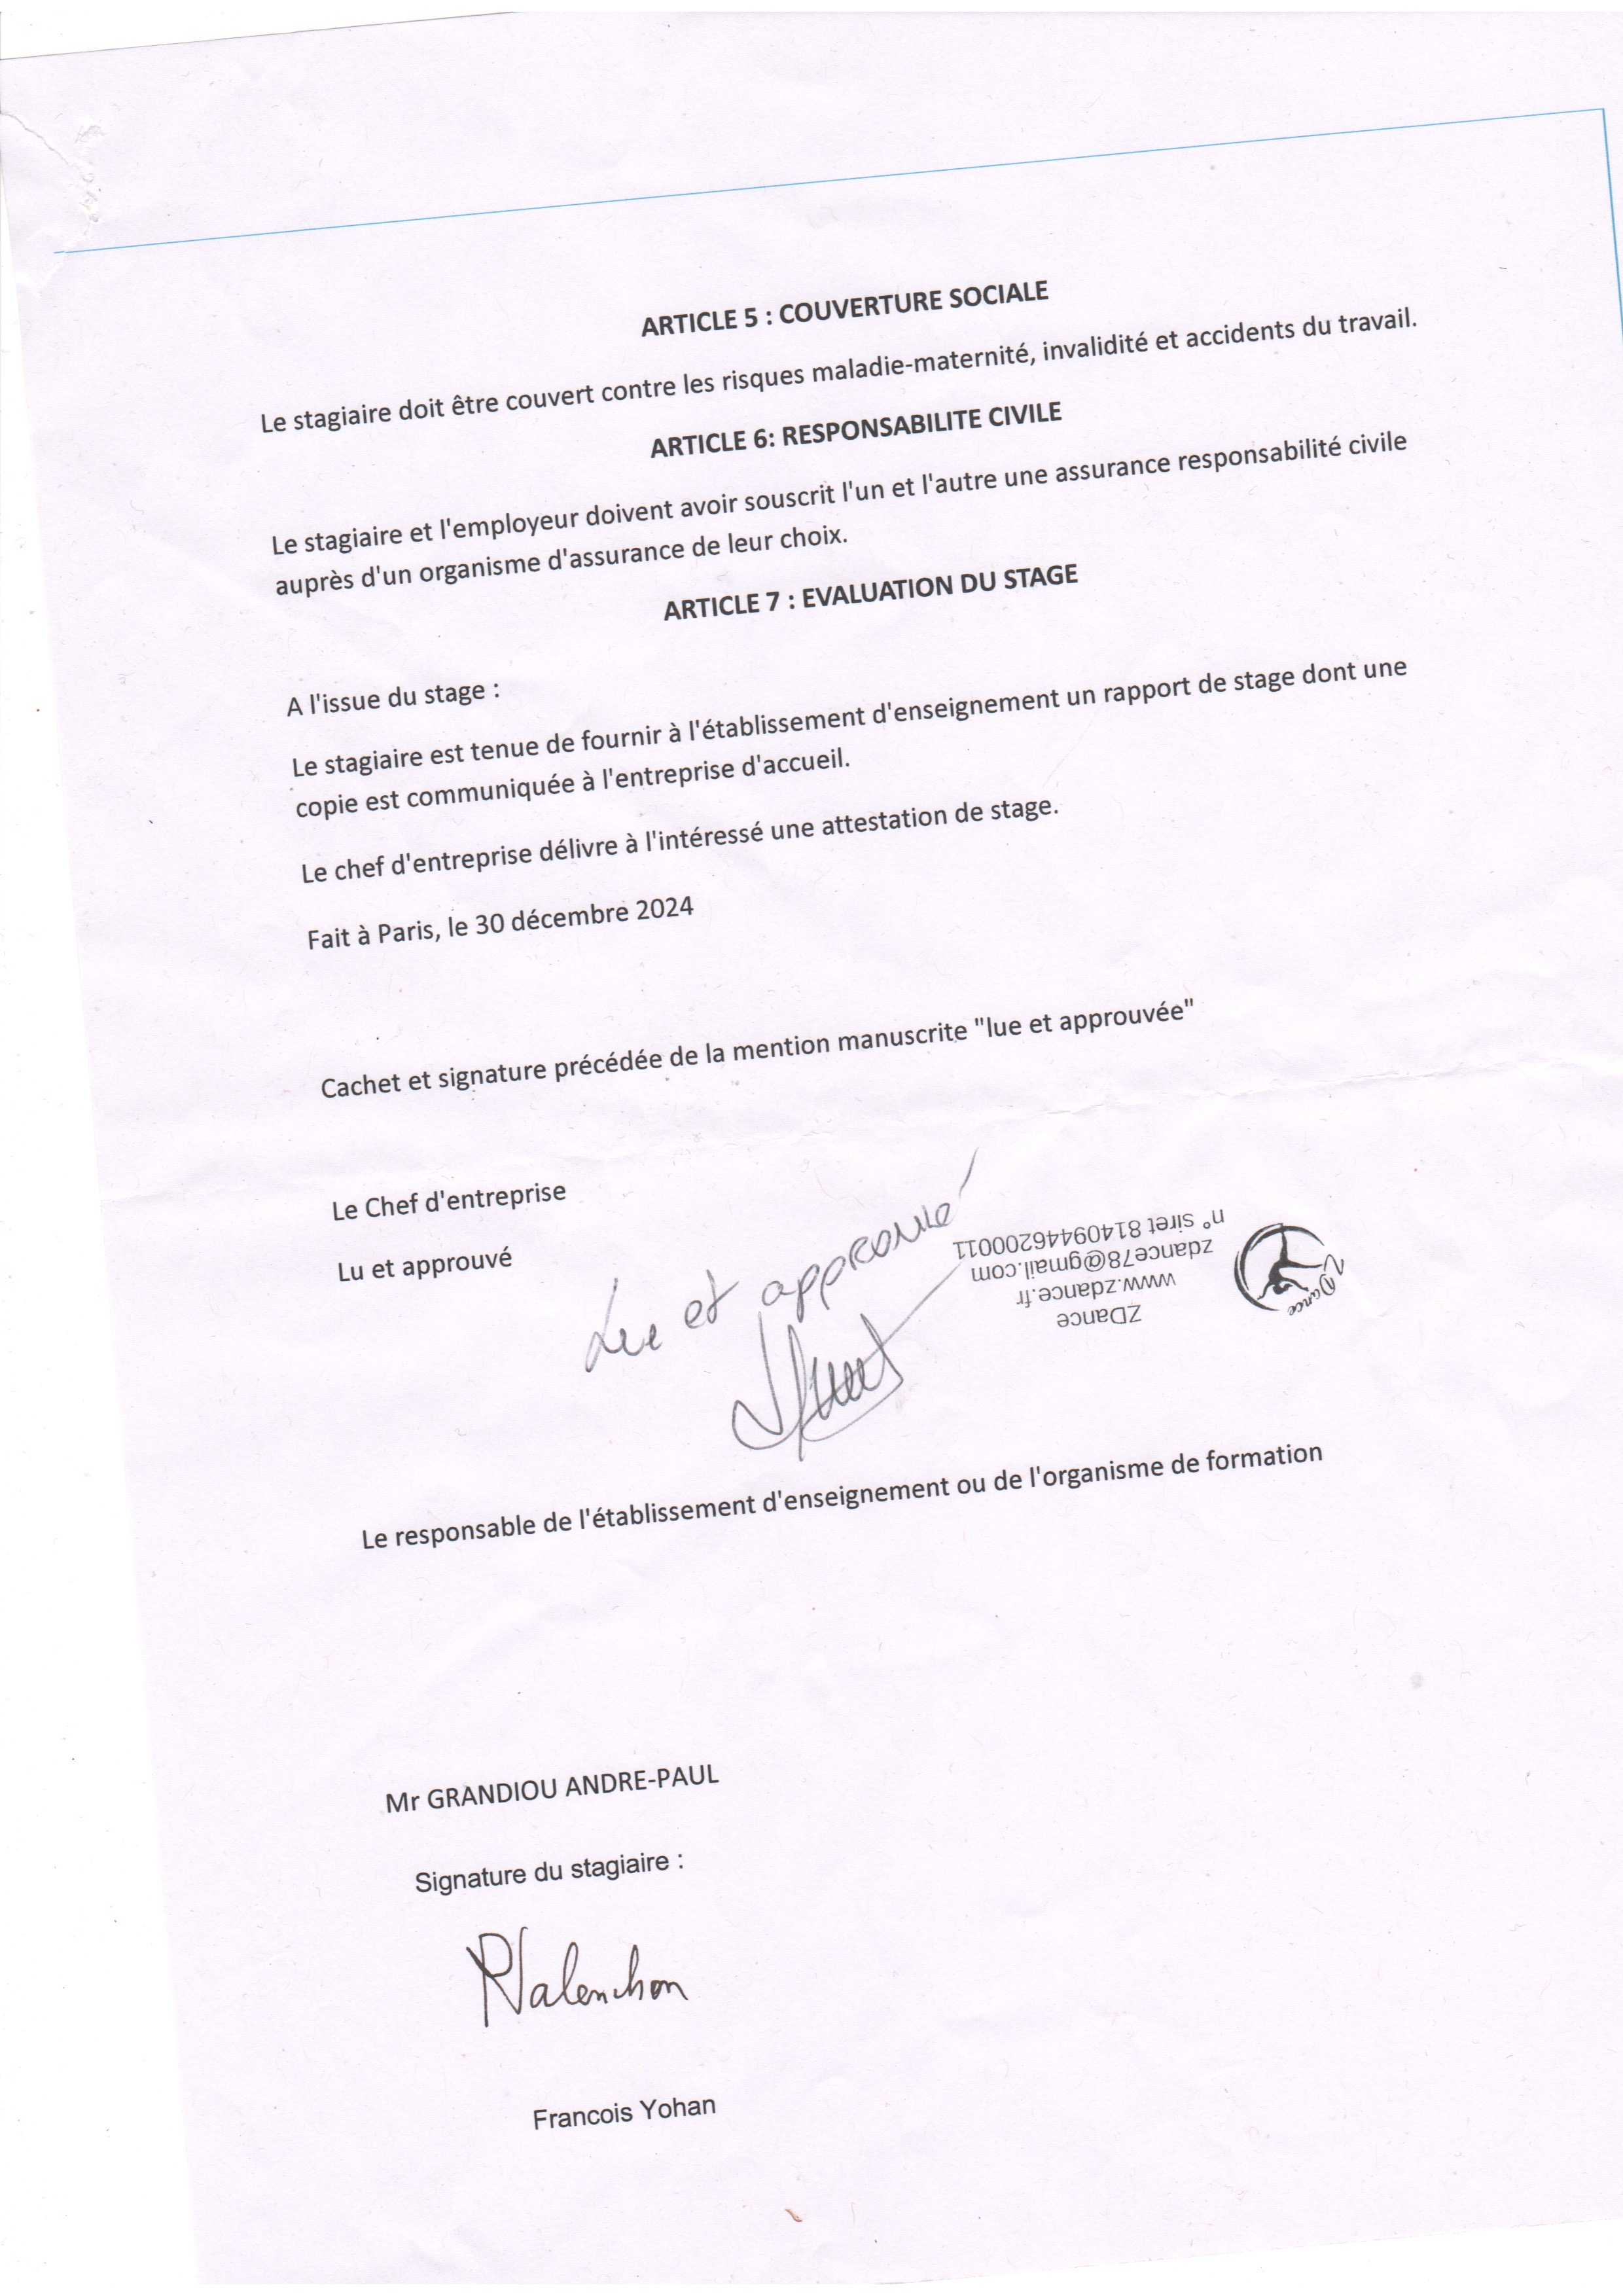 ARTICLE 5 : COUVERTURE SOCIALE
Le stagiaire doit être couvert contre les risques maladie-maternité, invalidité et accidents du travail.
ARTICLE 6: RESPONSABILITE CIVILE
Le stagiaire et l'employeur doivent avoir souscrit l'un et l'autre une assurance responsabilité civile
auprès d'un organisme d'assurance de leur choix.
ARTICLE 7 : EVALUATION DU STAGE
A l'issue du stage :
Le stagiaire est tenue de fournir à l'établissement d'enseignement un rapport de stage dont une
copie est communiquée à l'entreprise d'accueil.
Le chef d'entreprise délivre à l'intéressé une attestation de stage.
Fait à Paris, le 30 décembre 2024
Cachet et signature précédée de la mention manuscrite "lue et approuvée"
Le Chef d'entreprise
Lu et approuvé
Lue et approuvé
ZDance
www.zdance.fr
zdance78@gmail.com
n° siret 81409446200011
ZDance
Le responsable de l'établissement d'enseignement ou de l'organisme de formation
Mr GRANDIOU ANDRE-PAUL
Signature du stagiaire :
Francois Yohan